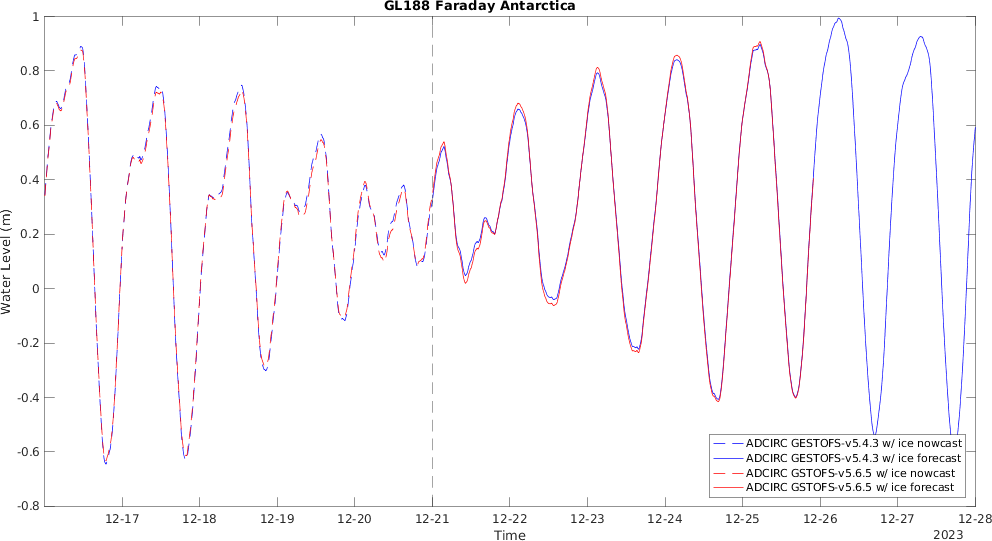 GL188 Faraday Antarctica
1
0.8
0.6
0.4
0.2
0
-0.2
-0.4
-0.6
-0.8
Water Level (m)
ADCIRC GESTOFS-v5.4.3 w/ ice nowcast
ADCIRC GESTOFS-v5.4.3 w/ ice forecast
ADCIRC GSTOFS-v5.6.5 w/ ice nowcast
ADCIRC GSTOFS-v5.6.5 w/ ice forecast
12-17 12-18 12-19 12-20 12-21 12-22 12-23 12-24 12-25 12-26 12-27 12-28
Time
2023